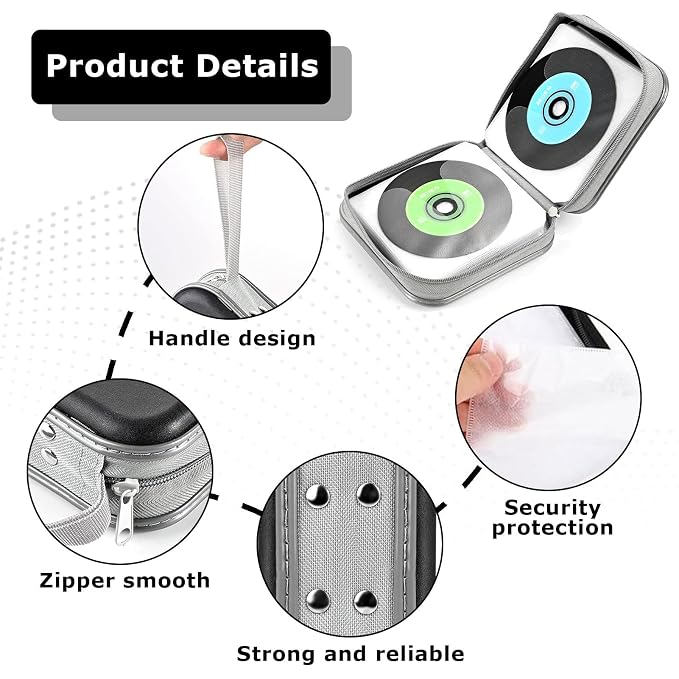 Product Details
Handle design
Zipper smooth
Security
protection
Strong and reliable